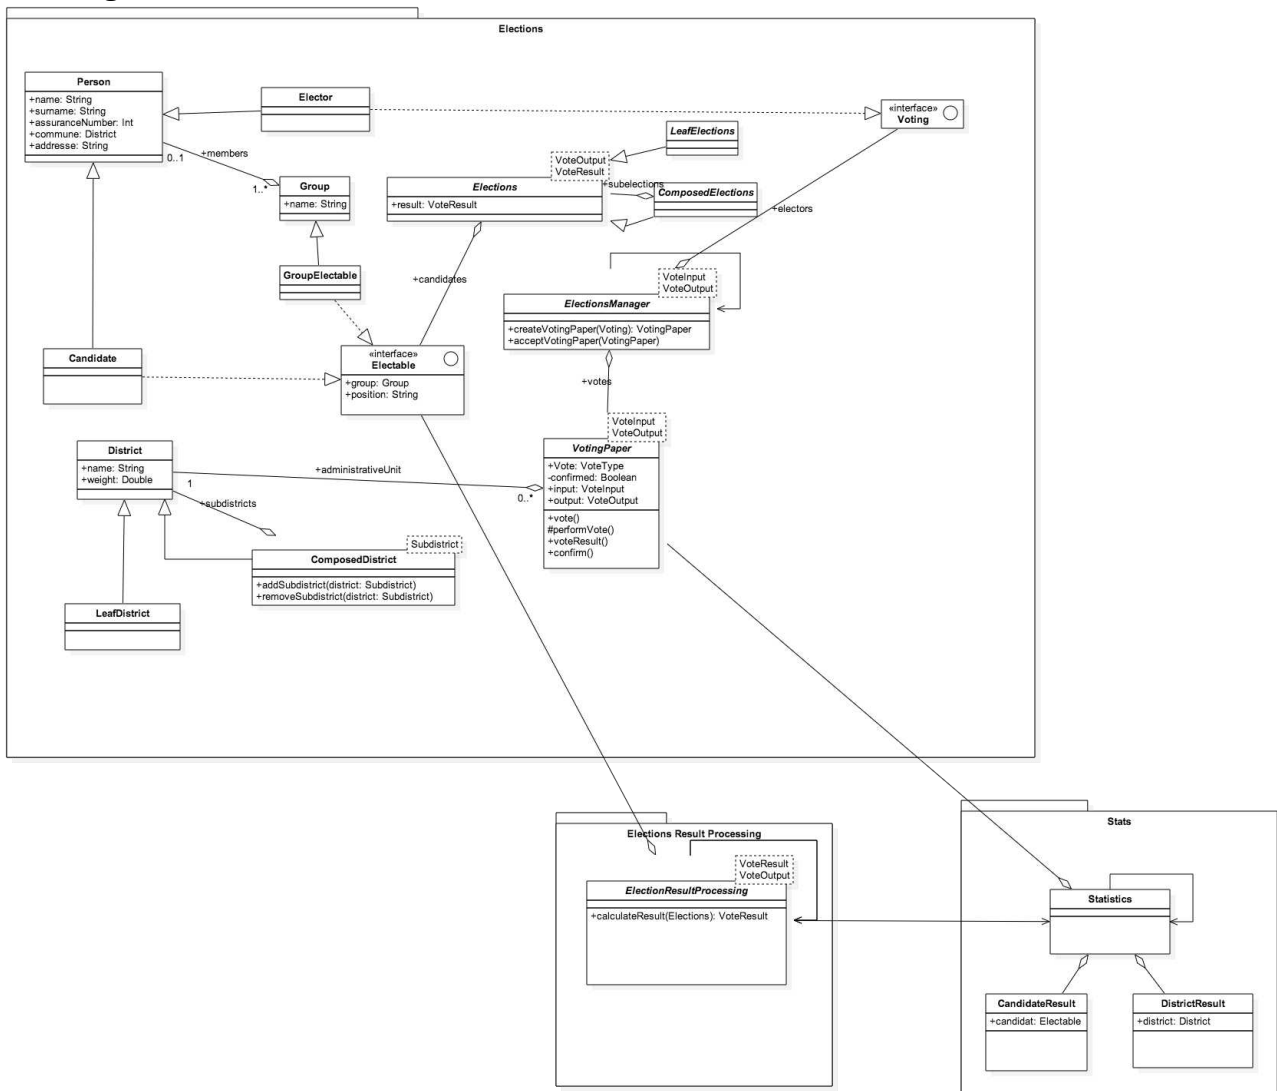 Elections
Person
+name: String
+surname: String
+assuranceNumber: Int
+commune: District
+addresse: String
Elector
«interface»
Voting
LeafElections
VoteOutput
VoteResult
0..1
+members
1..*
Group
+name: String
Elections
+result: VoteResult
+subelections
ComposedElections
+electors
GroupElectable
+candidates
VoteInput
VoteOutput
ElectionsManager
+createVotingPaper(Voting): VotingPaper
+acceptVotingPaper(VotingPaper)
Candidate
«interface»
Electable
+group: Group
+position: String
+votes
VoteInput
VoteOutput
VotingPaper
+Vote: VoteType
-confirmed: Boolean
+input: VoteInput
+output: VoteOutput
+vote()
#performVote()
+voteResult()
+confirm()
District
+name: String
+weight: Double
+administrativeUnit
1
0..*
+subdistricts
Subdistrict
ComposedDistrict
+addSubdistrict(district: Subdistrict)
+removeSubdistrict(district: Subdistrict)
LeafDistrict
Elections Result Processing
VoteResult
VoteOutput
ElectionResultProcessing
+calculateResult(Elections): VoteResult
Stats
Statistics
CandidateResult
+candidat: Electable
DistrictResult
+district: District